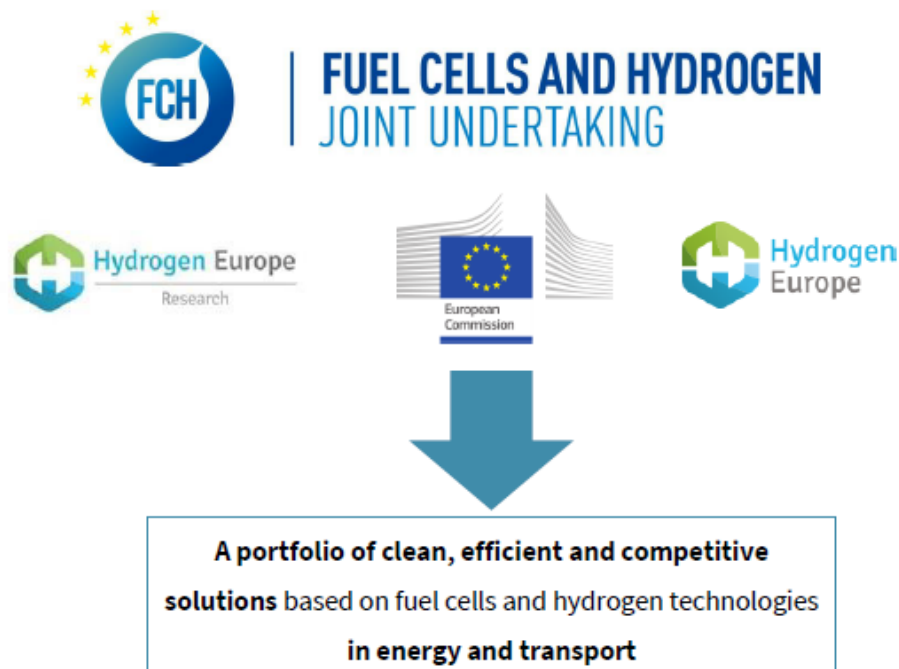 FCH
FUEL CELLS AND HYDROGEN
JOINT UNDERTAKING
Hydrogen Europe
Research
European
Commission
Hydrogen
Europe
A portfolio of clean, efficient and competitive
solutions based on fuel cells and hydrogen technologies
in energy and transport